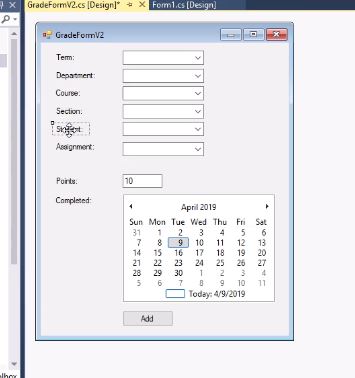 GradeFormV2.cs [Design]* Form1.cs [Design]
GradeFormV2
Term:
Department:
Course:
Section:
Student:
Assignment:
Points: 10
Completed:
April 2019
Sun Mon Tue Wed Thu Fri Sat
31 1 2 3 4 5 6
7 8 9 10 11 12 13
14 15 16 17 18 19 20
21 22 23 24 25 26 27
28 29 30 1 2 3 4
5 6 7 8 9 10 11
Today: 4/9/2019
Add